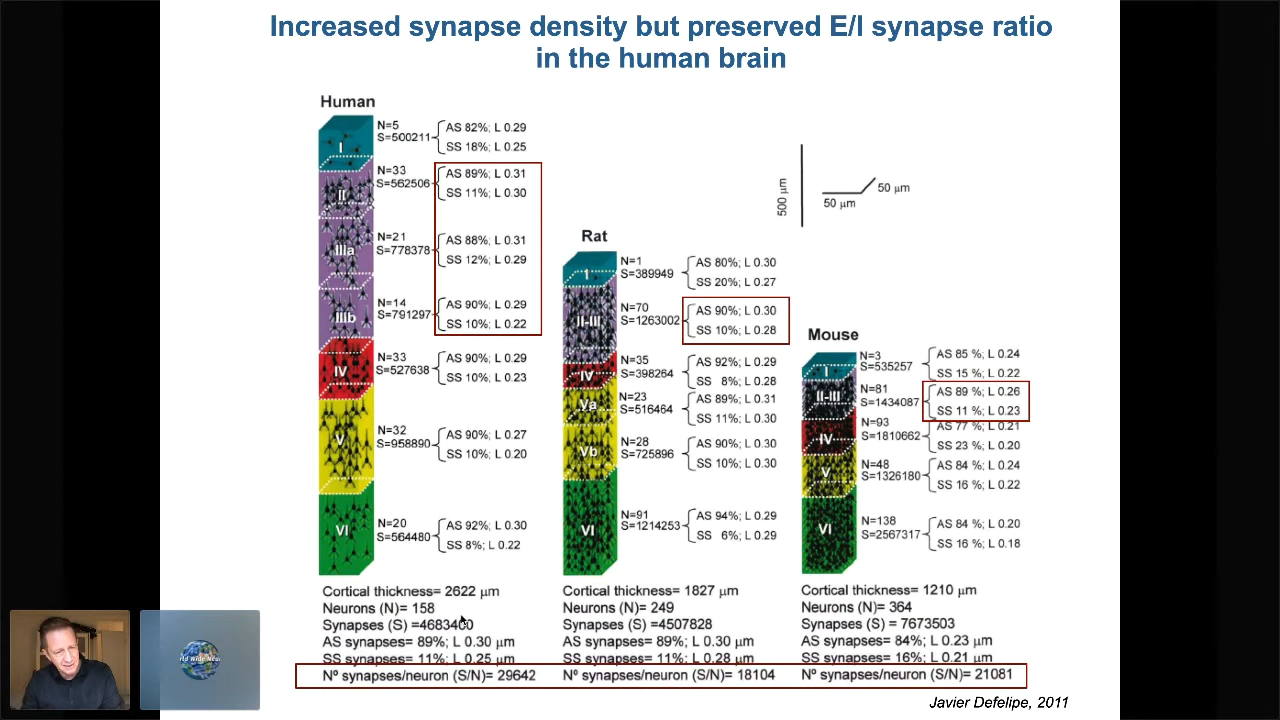 Increased synapse density but preserved E/I synapse ratio
in the human brain
Human
I
N=5
S=500211
AS 82%; L 0.29
SS 18%; L 0.25
II
N=33
S=562506
AS 89%; L 0.31
SS 11%; L 0.30
IIIa
N=21
S=778378
AS 88%; L 0.31
SS 12%; L 0.29
IIIb
N=14
S=791297
AS 90%; L 0.29
SS 10%; L 0.22
IV
N=33
S=527638
AS 90%; L 0.29
SS 10%; L 0.23
V
N=32
S=958890
AS 90%; L 0.27
SS 10%; L 0.20
VI
N=20
S=564480
AS 92%; L 0.30
SS 8%; L 0.22
Cortical thickness= 2622 µm
Neurons (N)= 158
Synapses (S) =4683400
AS synapses= 89%; L 0.30 µm
SS synapses= 11%; L 0.25 µm
Nº synapses/neuron (S/N)= 29642
Rat
I
N=1
S=389949
AS 80%; L 0.30
SS 20%; L 0.27
II-III
N=70
S=1263002
AS 90%; L 0.30
SS 10%; L 0.28
IV
N=35
S=398264
AS 92%; L 0.29
SS 8%; L 0.28
Va
N=23
S=516464
AS 89%; L 0.31
SS 11%; L 0.30
Vb
N=28
S=725896
AS 90%; L 0.30
SS 10%; L 0.30
VI
N=91
S=1214253
AS 94%; L 0.29
SS 6%; L 0.29
Cortical thickness= 1827 µm
Neurons (N)= 249
Synapses (S) =4507828
AS synapses= 89%; L 0.30 µm
SS synapses= 11%; L 0.28 µm
Nº synapses/neuron (S/N)= 18104
500 µm
50 µm
50 µm
Mouse
I
N=3
S=535257
AS 85 %; L 0.24
SS 15 %; L 0.22
II-III
N=81
S=1434087
AS 89 %; L 0.26
SS 11 %; L 0.23
IV
N=93
S=1810662
AS 77 %; L 0.21
SS 23 %; L 0.20
V
N=48
S=1326180
AS 84 %; L 0.24
SS 16 %; L 0.22
VI
N=138
S=2567317
AS 84 %; L 0.20
SS 16 %; L 0.18
Cortical thickness= 1210 µm
Neurons (N)= 364
Synapses (S) = 7673503
AS synapses= 84%; L 0.23 µm
SS synapses= 16%; L 0.21 µm
Nº synapses/neuron (S/N)= 21081
Javier Defelipe, 2011